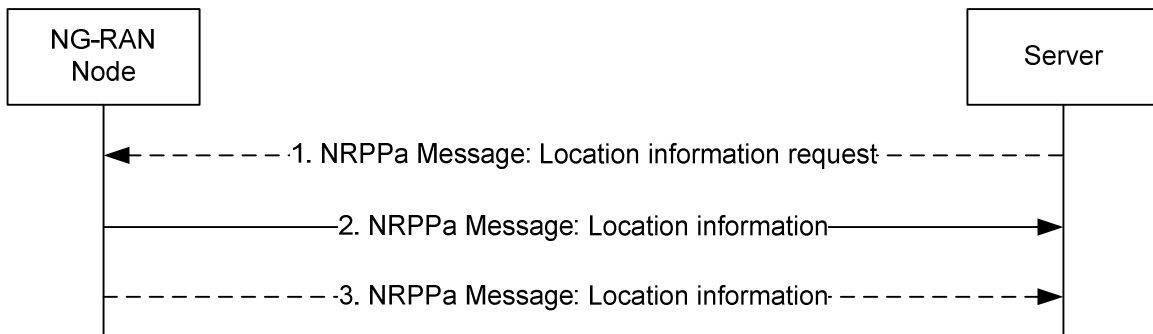 NG-RAN
Node
Server
1. NRPPa Message: Location information request
2. NRPPa Message: Location information
3. NRPPa Message: Location information